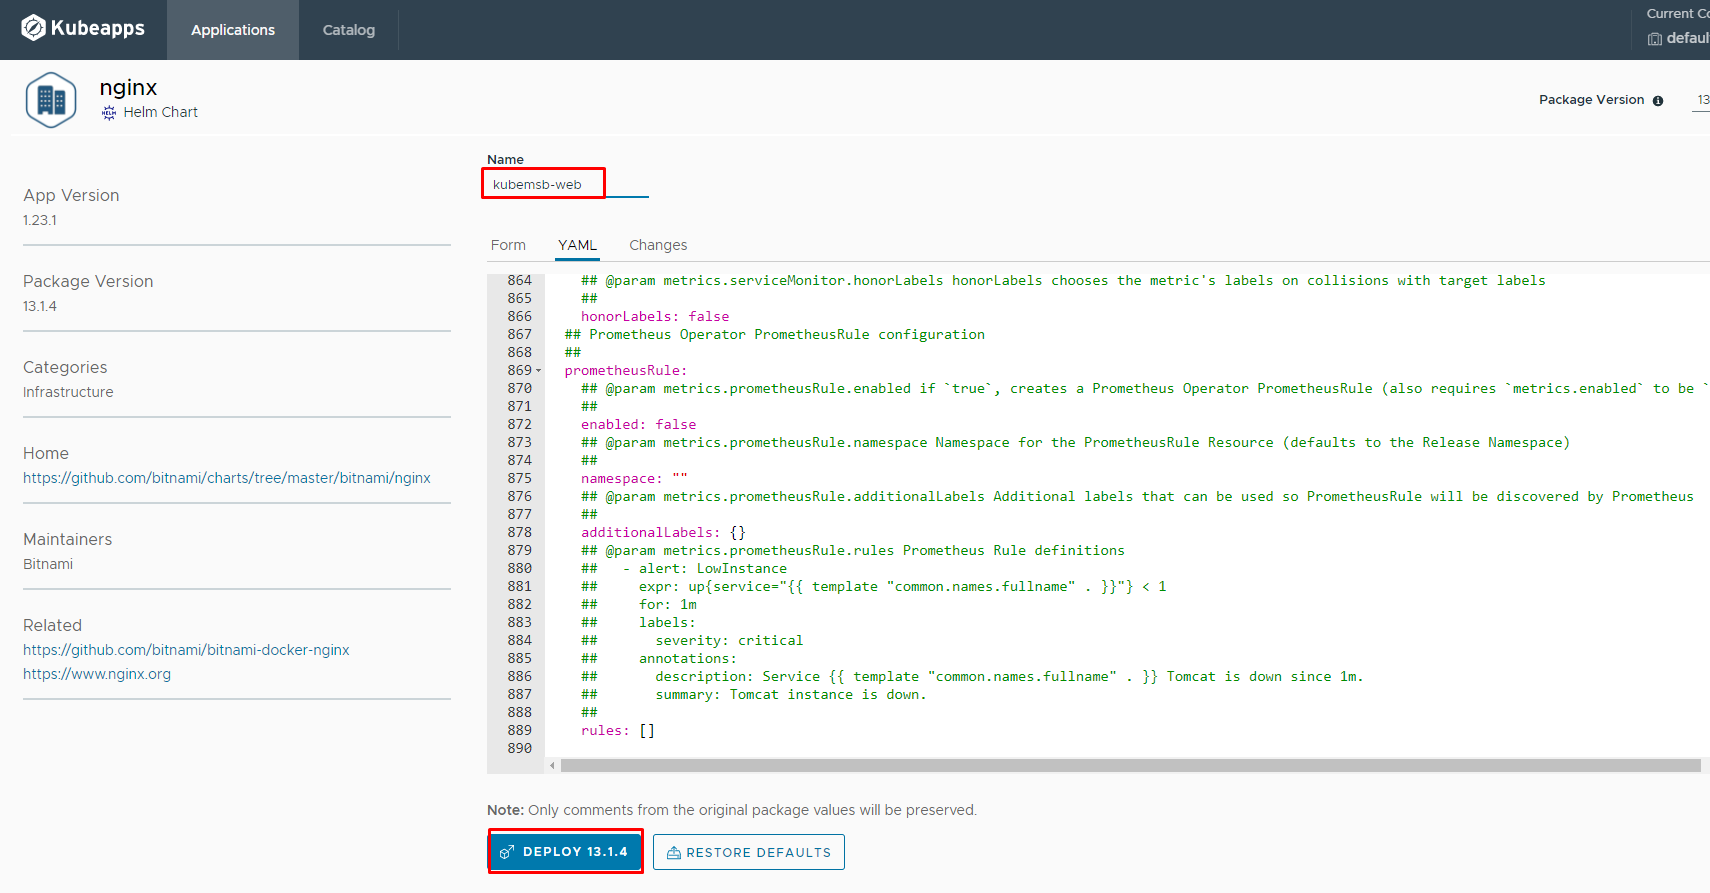 Kubeapps
Applications
Catalog
Current Co
defaul
nginx
HELM Helm Chart
Package Version
13
App Version
1.23.1
Package Version
13.1.4
Categories
Infrastructure
Home
https://github.com/bitnami/charts/tree/master/bitnami/nginx
Maintainers
Bitnami
Related
https://github.com/bitnami/bitnami-docker-nginx
https://www.nginx.org
Name
kubemsb-web
Form YAML Changes
864 ## @param metrics.serviceMonitor.honorLabels honorLabels chooses the metric's labels on collisions with target labels
865 ##
866 honorLabels: false
867 ## Prometheus Operator PrometheusRule configuration
868 ##
869 prometheusRule:
870 ## @param metrics.prometheusRule.enabled if `true`, creates a Prometheus Operator PrometheusRule (also requires `metrics.enabled` to be `
871 ##
872 enabled: false
873 ## @param metrics.prometheusRule.namespace Namespace for the PrometheusRule Resource (defaults to the Release Namespace)
874 ##
875 namespace: ""
876 ## @param metrics.prometheusRule.additionalLabels Additional labels that can be used so PrometheusRule will be discovered by Prometheus
877 ##
878 additionalLabels: {}
879 ## @param metrics.prometheusRule.rules Prometheus Rule definitions
880 ## - alert: LowInstance
881 ## expr: up{service="{{ template "common.names.fullname" . }}"} < 1
882 ## for: 1m
883 ## labels:
884 ## severity: critical
885 ## annotations:
886 ## description: Service {{ template "common.names.fullname" . }} Tomcat is down since 1m.
887 ## summary: Tomcat instance is down.
888 ##
889 rules: []
890
Note: Only comments from the original package values will be preserved.
DEPLOY 13.1.4
RESTORE DEFAULTS